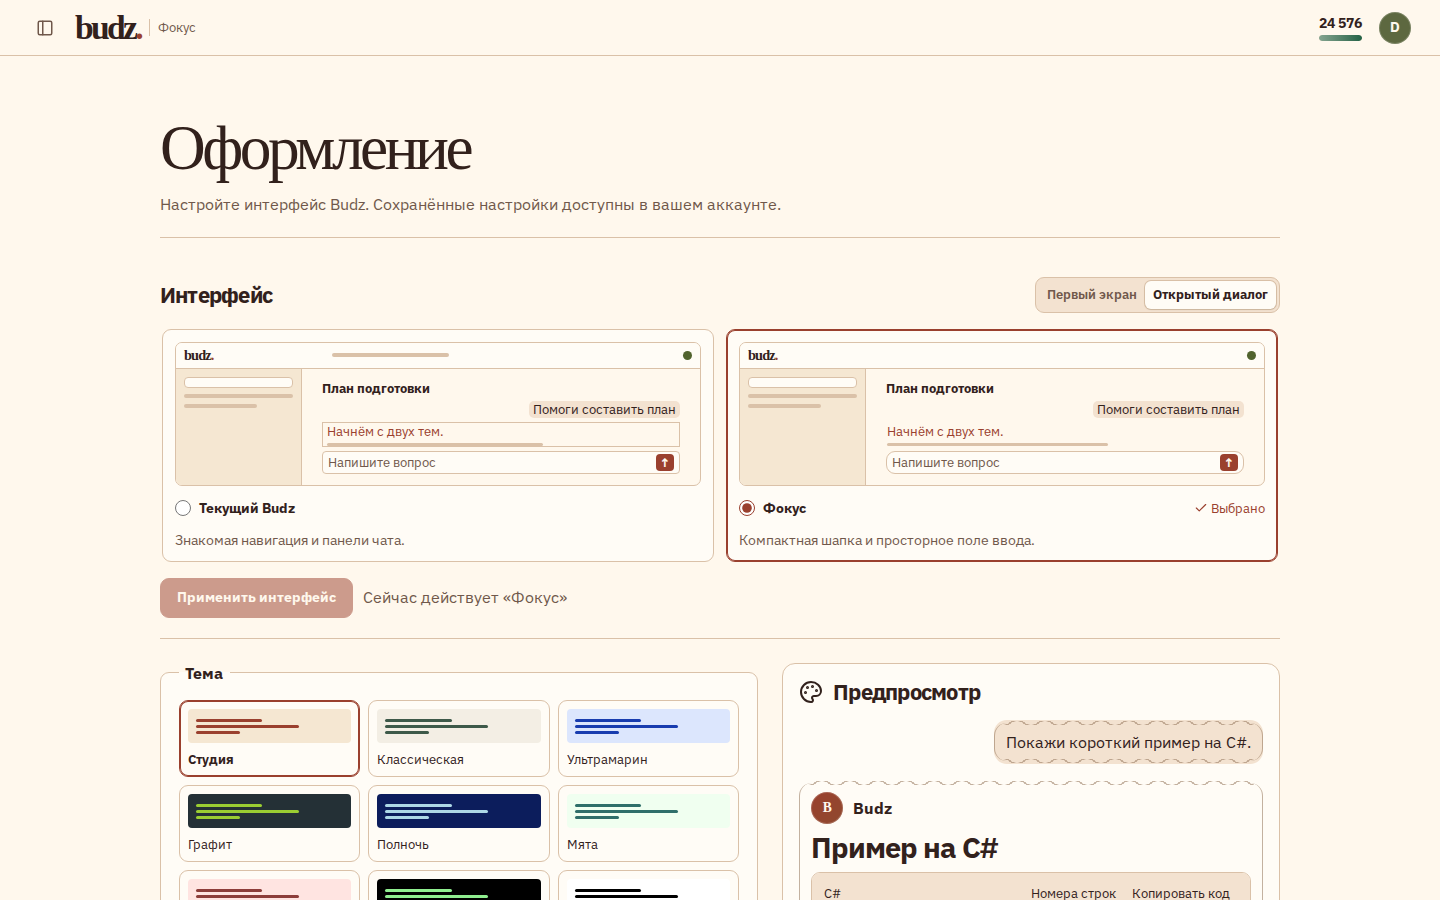 budz. Фокус
24 576
D
Оформление
Настройте интерфейс Budz. Сохранённые настройки доступны в вашем аккаунте.
Интерфейс
Первый экран Открытый диалог
budz.
План подготовки
Помоги составить план
Начнём с двух тем.
Напишите вопрос
Текущий Budz
Знакомая навигация и панели чата.
budz.
План подготовки
Помоги составить план
Начнём с двух тем.
Напишите вопрос
Фокус
Выбрано
Компактная шапка и просторное поле ввода.
Применить интерфейс Сейчас действует «Фокус»
Тема
Студия
Классическая
Ультрамарин
Графит
Полночь
Мята
Предпросмотр
Покажи короткий пример на C#.
B Budz
Пример на C#
C# Номера строк Копировать код